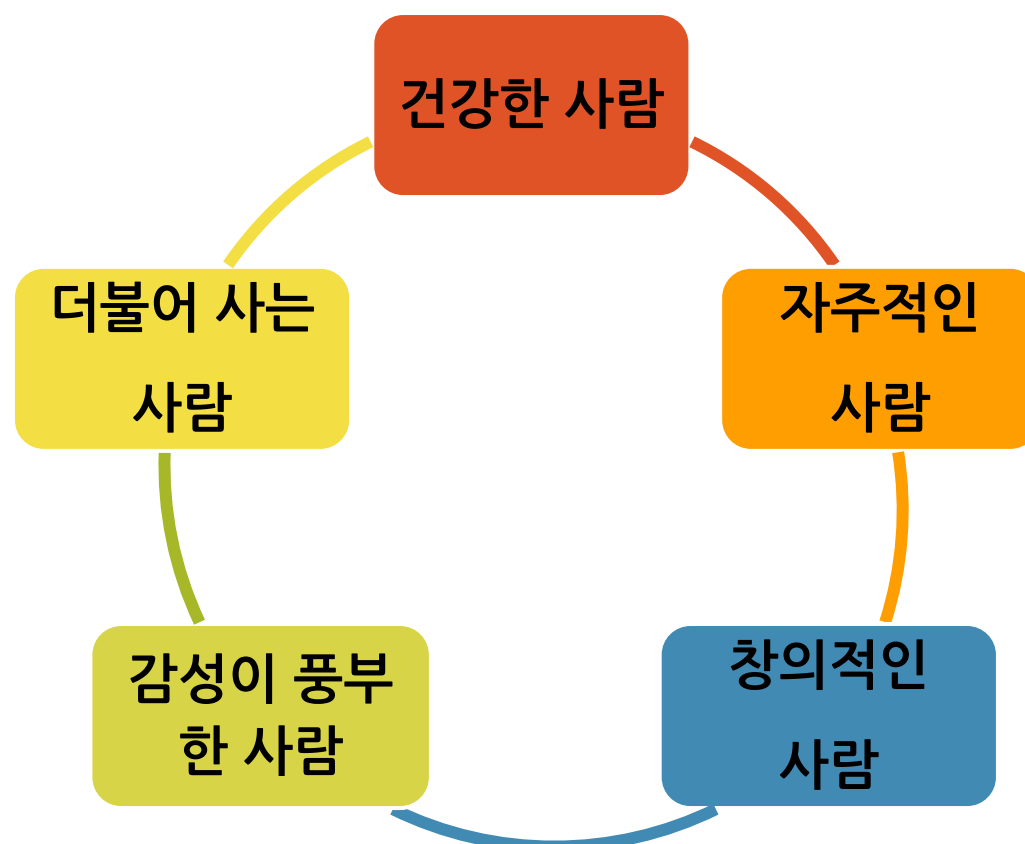 건강한 사람
더불어 사는
사람
자주적인
사람
감성이 풍부
한 사람
창의적인
사람